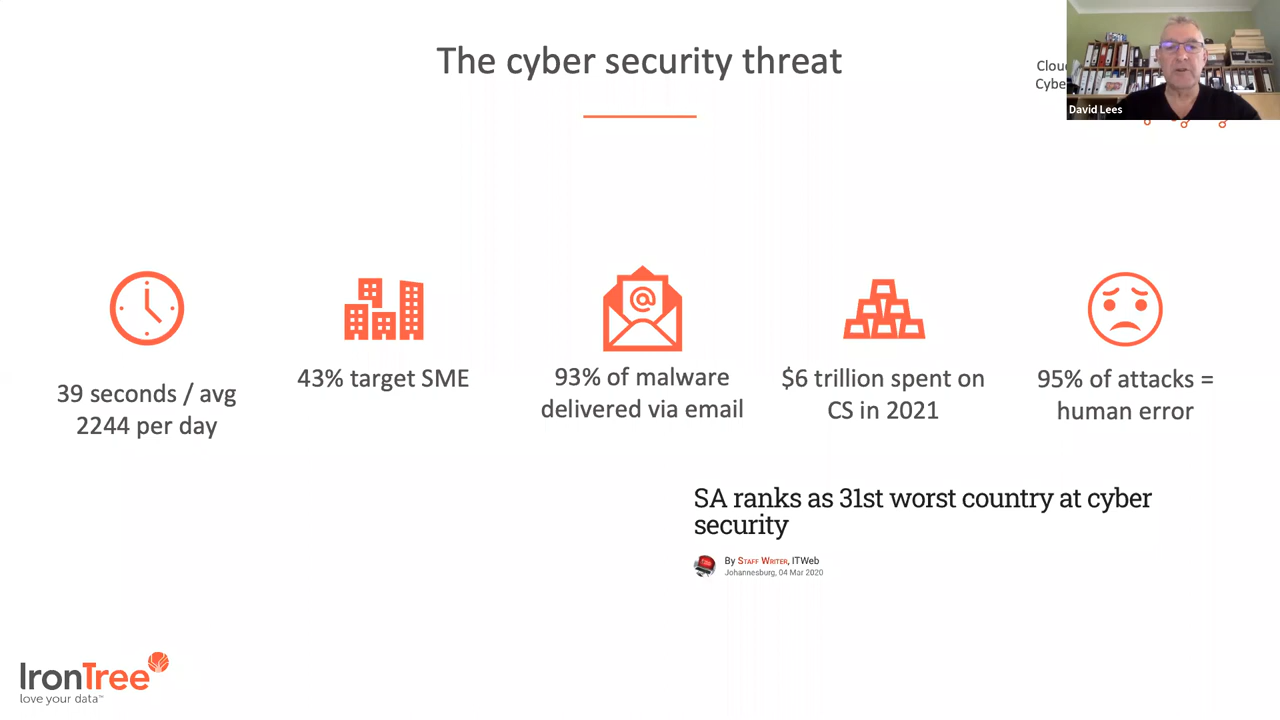 The cyber security threat
Clou
Cybe
David Lees
39 seconds / avg
2244 per day
43% target SME
93% of malware
delivered via email
$6 trillion spent on
CS in 2021
95% of attacks =
human error
SA ranks as 31st worst country at cyber
security
By Staff Writer, ITWeb
Johannesburg, 04 Mar 2020
IronTree
love your data™